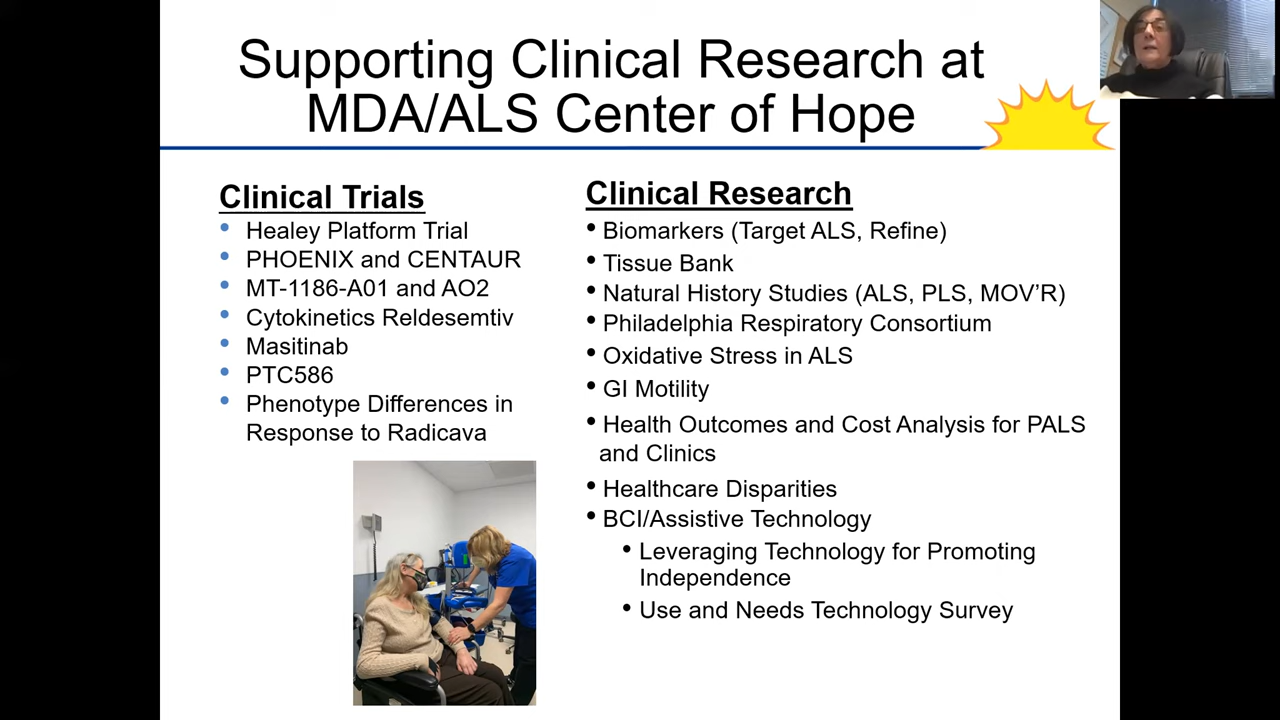 Supporting Clinical Research at
MDA/ALS Center of Hope
Clinical Trials
• Healey Platform Trial
• PHOENIX and CENTAUR
• MT-1186-A01 and AO2
• Cytokinetics Reldesemtiv
• Masitinab
• PTC586
• Phenotype Differences in
Response to Radicava
Clinical Research
• Biomarkers (Target ALS, Refine)
• Tissue Bank
• Natural History Studies (ALS, PLS, MOV’R)
• Philadelphia Respiratory Consortium
• Oxidative Stress in ALS
• GI Motility
• Health Outcomes and Cost Analysis for PALS
and Clinics
• Healthcare Disparities
• BCI/Assistive Technology
• Leveraging Technology for Promoting
Independence
• Use and Needs Technology Survey